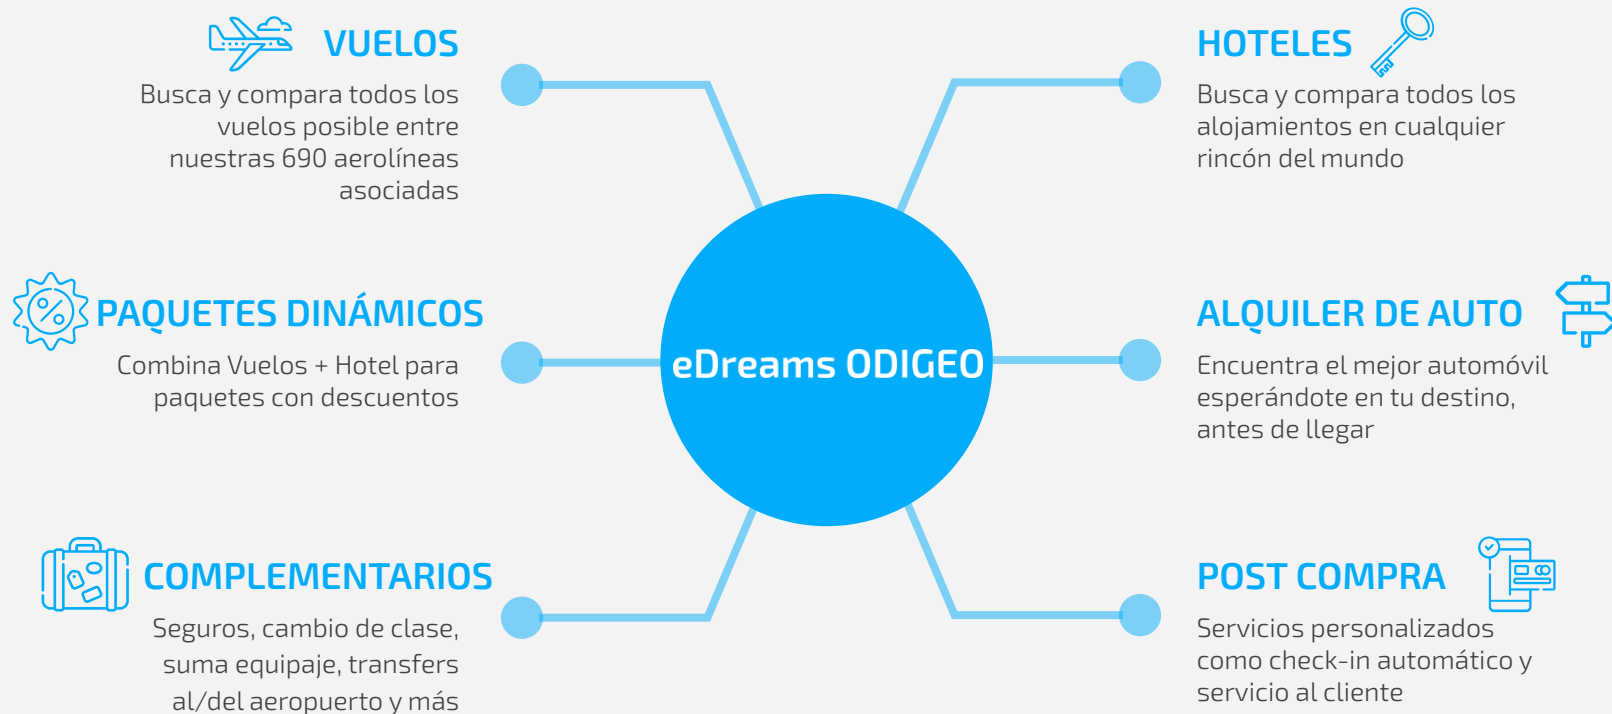 VUELOS
Busca y compara todos los
vuelos posible entre
nuestras 690 aerolíneas
asociadas
PAQUETES DINÁMICOS
Combina Vuelos + Hotel para
paquetes con descuentos
COMPLEMENTARIOS
Seguros, cambio de clase,
suma equipaje, transfers
al/del aeropuerto y más
eDreams ODIGEO
HOTELES
Busca y compara todos los
alojamientos en cualquier
rincón del mundo
ALQUILER DE AUTO
Encuentra el mejor automóvil
esperándote en tu destino,
antes de llegar
POST COMPRA
Servicios personalizados
como check-in automático y
servicio al cliente